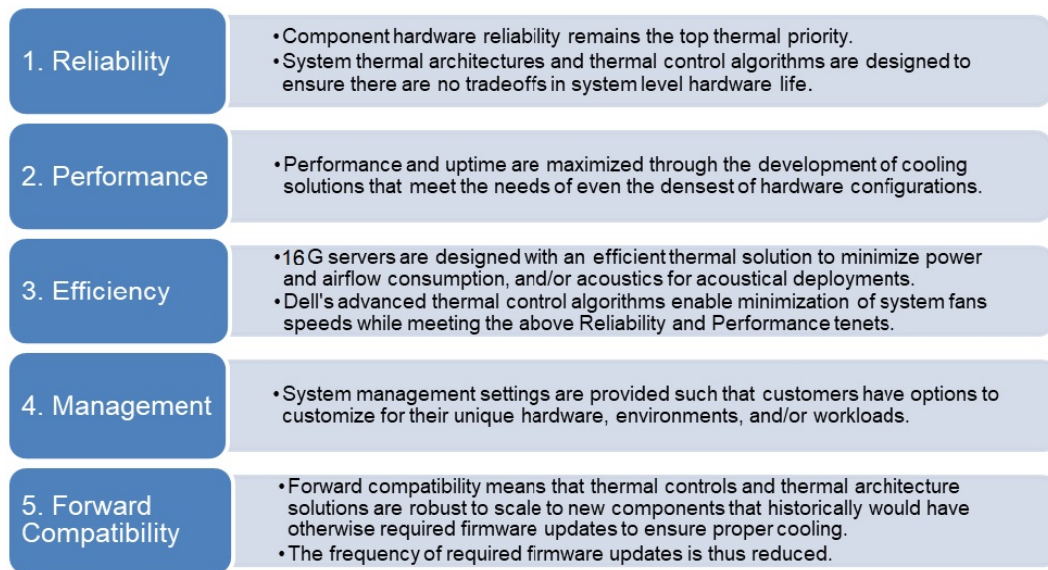 1. Reliability
•Component hardware reliability remains the top thermal priority.
•System thermal architectures and thermal control algorithms are designed to
ensure there are no tradeoffs in system level hardware life.
2. Performance
•Performance and uptime are maximized through the development of cooling
solutions that meet the needs of even the densest of hardware configurations.
3. Efficiency
•16G servers are designed with an efficient thermal solution to minimize power
and airflow consumption, and/or acoustics for acoustical deployments.
•Dell's advanced thermal control algorithms enable minimization of system fans
speeds while meeting the above Reliability and Performance tenets.
4. Management
•System management settings are provided such that customers have options to
customize for their unique hardware, environments, and/or workloads.
5. Forward
Compatibility
•Forward compatibility means that thermal controls and thermal architecture
solutions are robust to scale to new components that historically would have
otherwise required firmware updates to ensure proper cooling.
•The frequency of required firmware updates is thus reduced.